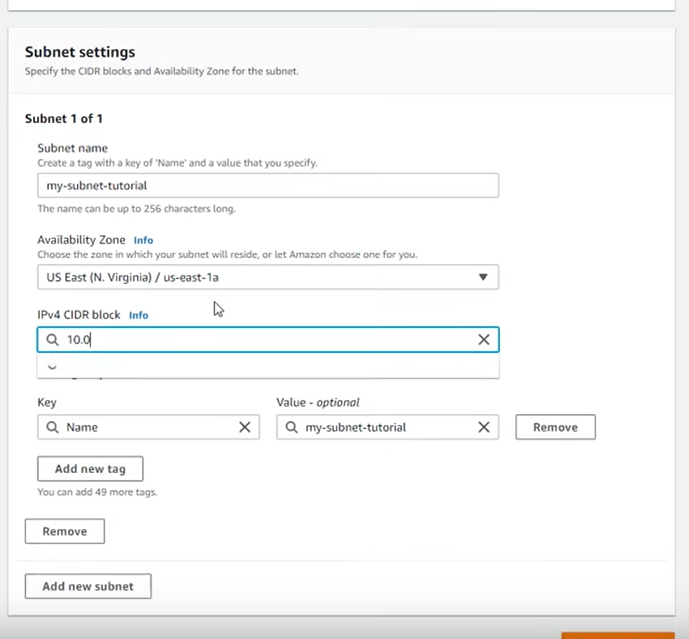 Subnet settings
Specify the CIDR blocks and Availability Zone for the subnet.
Subnet 1 of 1
Subnet name
Create a tag with a key of 'Name' and a value that you specify.
my-subnet-tutorial
The name can be up to 256 characters long.
Availability Zone Info
Choose the zone in which your subnet will reside, or let Amazon choose one for you.
US East (N. Virginia) / us-east-1a
IPv4 CIDR block Info
10.0
Key Value - optional
Name my-subnet-tutorial Remove
Add new tag
You can add 49 more tags.
Remove
Add new subnet